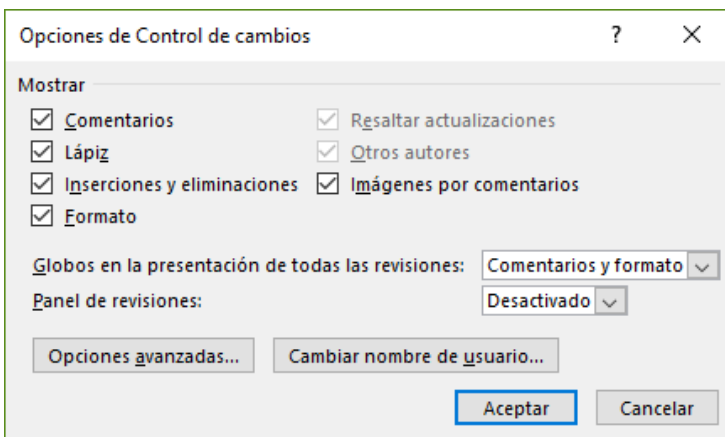 Opciones de Control de cambios
Mostrar
Comentarios
Resaltar actualizaciones
Lápiz
Otros autores
Inserciones y eliminaciones
Imágenes por comentarios
Formato
Globos en la presentación de todas las revisiones: Comentarios y formato
Panel de revisiones: Desactivado
Opciones avanzadas... Cambiar nombre de usuario...
Aceptar Cancelar